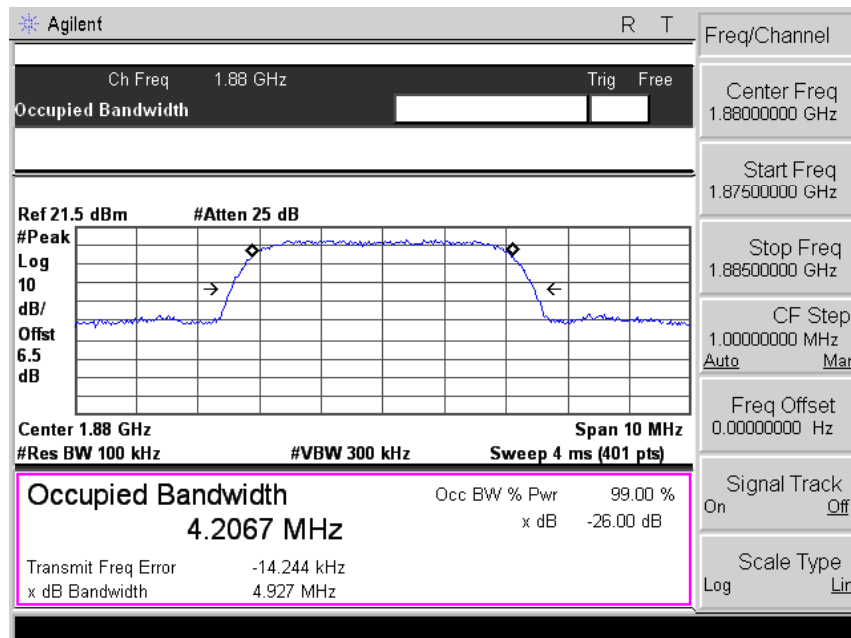 Agilent R T
Ch Freq 1.88 GHz Trig Free
Occupied Bandwidth
Ref 21.5 dBm #Atten 25 dB
#Peak
Log
10
dB/
Offst
6.5
dB
Center 1.88 GHz Span 10 MHz
#Res BW 100 kHz #VBW 300 kHz Sweep 4 ms (401 pts)
Occupied Bandwidth
4.2067 MHz
Occ BW % Pwr 99.00 %
x dB -26.00 dB
Transmit Freq Error -14.244 kHz
x dB Bandwidth 4.927 MHz
Freq/Channel
Center Freq
1.88000000 GHz
Start Freq
1.87500000 GHz
Stop Freq
1.88500000 GHz
CF Step
1.00000000 MHz
Auto Man
Freq Offset
0.00000000 Hz
Signal Track
On Off
Scale Type
Log Lin